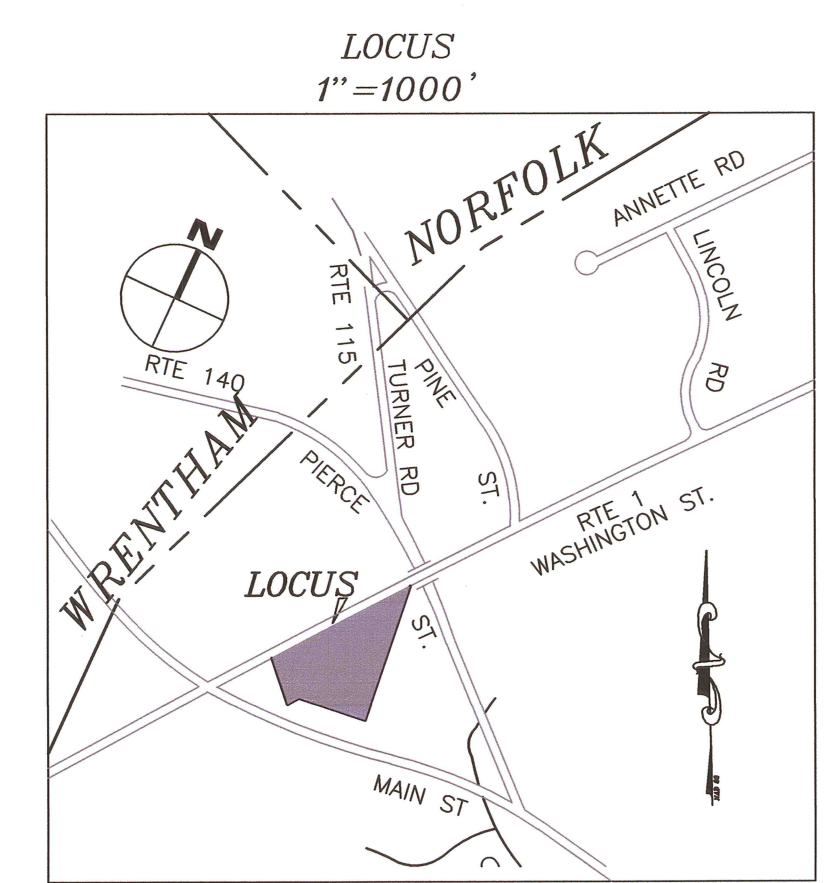 LOCUS
1"=1000'
NORFOLK
ANNETTE RD
LINCOLN
RD
N
RTE 115
RTE 140
PINE
ST.
TURNER RD
WRENTHAM
PIERCE
ST.
RTE 1
WASHINGTON ST.
LOCUS
MAIN ST